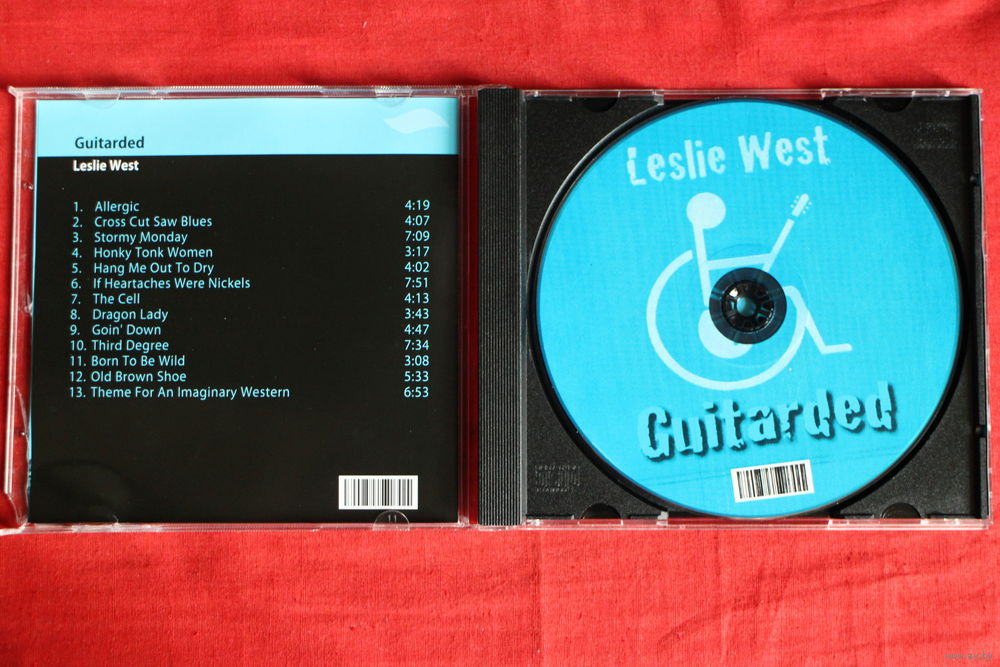 Guitarded
Leslie West
1. Allergic 4:19
2. Cross Cut Saw Blues 4:07
3. Stormy Monday 7:09
4. Honky Tonk Women 3:17
5. Hang Me Out To Dry 4:02
6. If Heartaches Were Nickels 7:51
7. The Cell 4:13
8. Dragon Lady 3:43
9. Goin' Down 4:47
10. Third Degree 7:34
11. Born To Be Wild 3:08
12. Old Brown Shoe 5:33
13. Theme For An Imaginary Western 6:53
11
Leslie West
Guitarded